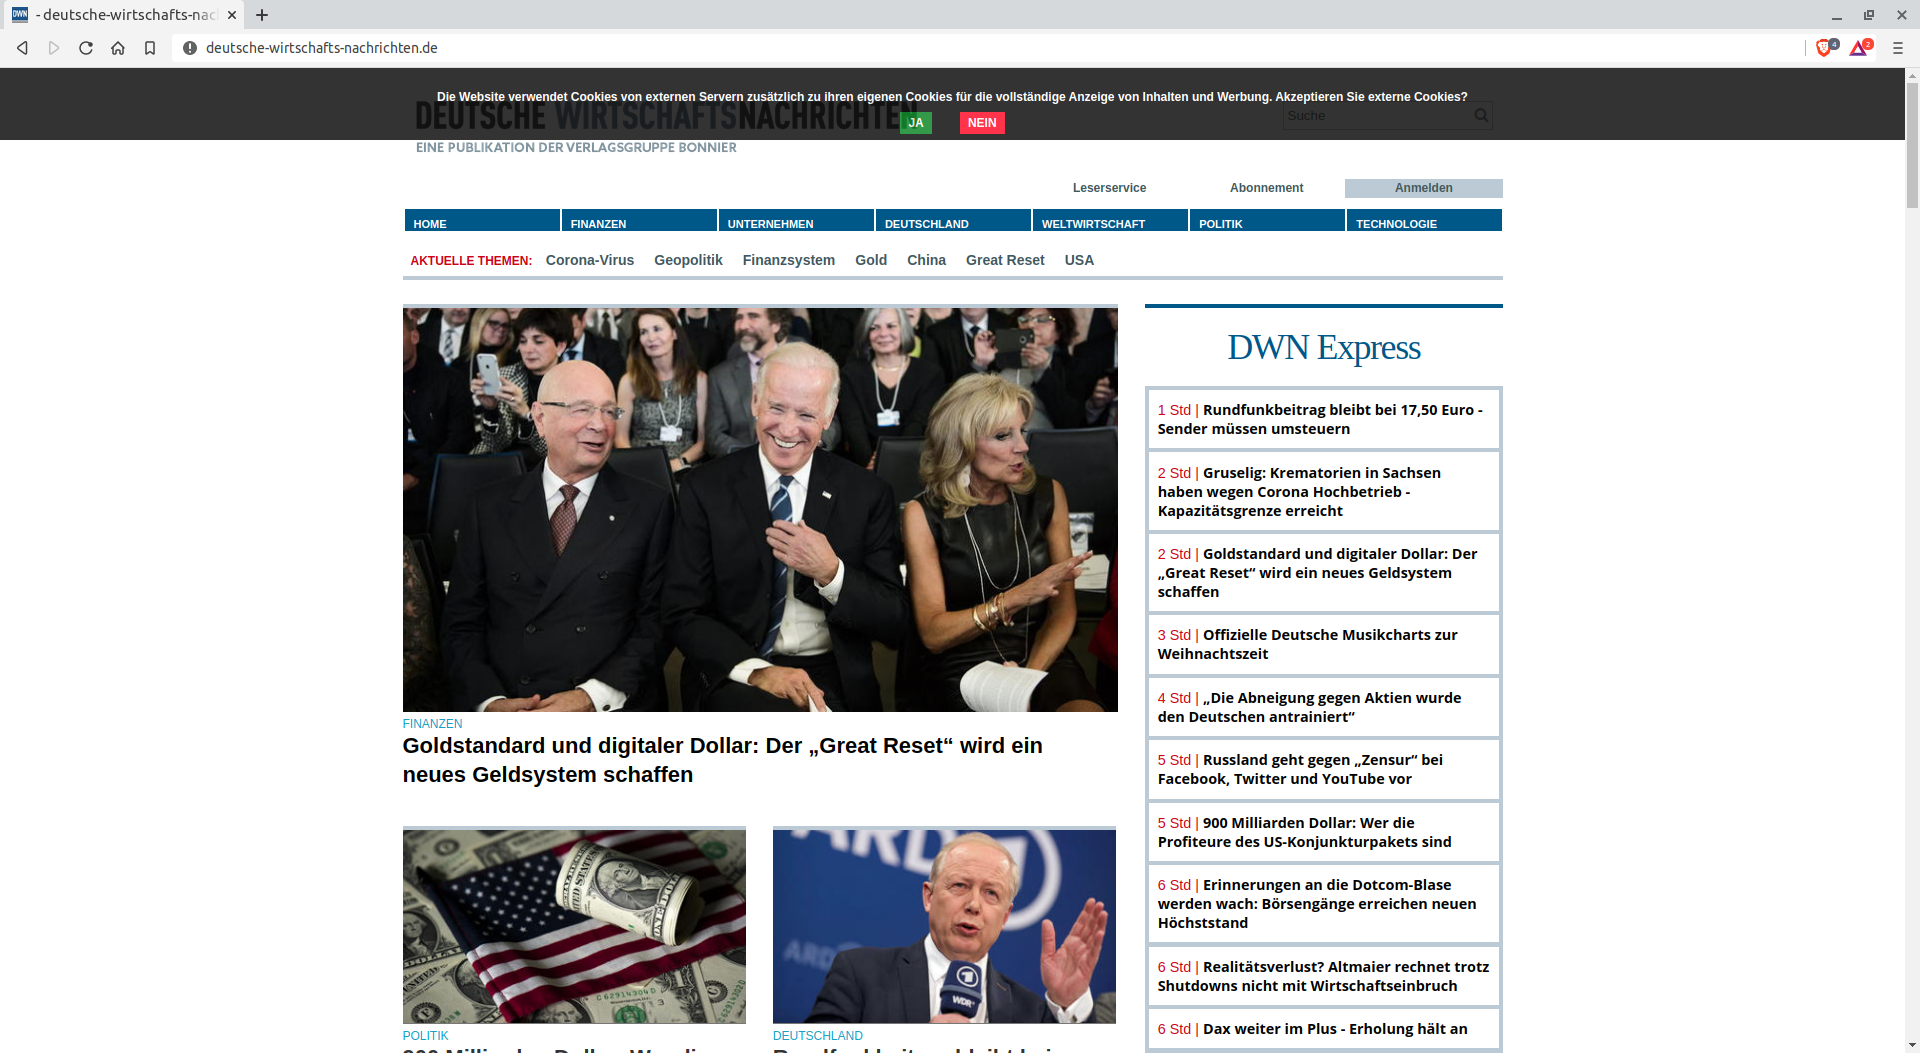 - deutsche-wirtschafts-nac
deutsche-wirtschafts-nachrichten.de
4
2
Die Website verwendet Cookies von externen Servern zusätzlich zu ihren eigenen Cookies für die vollständige Anzeige von Inhalten und Werbung. Akzeptieren Sie externe Cookies?
JA
NEIN
DEUTSCHE WIRTSCHAFTSNACHRICHTEN
Suche
EINE PUBLIKATION DER VERLAGSGRUPPE BONNIER
Leserservice
Abonnement
Anmelden
HOME
FINANZEN
UNTERNEHMEN
DEUTSCHLAND
WELTWIRTSCHAFT
POLITIK
TECHNOLOGIE
AKTUELLE THEMEN:
Corona-Virus
Geopolitik
Finanzsystem
Gold
China
Great Reset
USA
FINANZEN
Goldstandard und digitaler Dollar: Der „Great Reset“ wird ein
neues Geldsystem schaffen
POLITIK
DEUTSCHLAND
DWN Express
1 Std | Rundfunkbeitrag bleibt bei 17,50 Euro -
Sender müssen umsteuern
2 Std | Gruselig: Krematorien in Sachsen
haben wegen Corona Hochbetrieb -
Kapazitätsgrenze erreicht
2 Std | Goldstandard und digitaler Dollar: Der
„Great Reset“ wird ein neues Geldsystem
schaffen
3 Std | Offizielle Deutsche Musikcharts zur
Weihnachtszeit
4 Std | „Die Abneigung gegen Aktien wurde
den Deutschen antrainiert“
5 Std | Russland geht gegen „Zensur“ bei
Facebook, Twitter und YouTube vor
5 Std | 900 Milliarden Dollar: Wer die
Profiteure des US-Konjunkturpakets sind
6 Std | Erinnerungen an die Dotcom-Blase
werden wach: Börsengänge erreichen neuen
Höchststand
6 Std | Realitätsverlust? Altmaier rechnet trotz
Shutdowns nicht mit Wirtschaftseinbruch
6 Std | Dax weiter im Plus - Erholung hält an